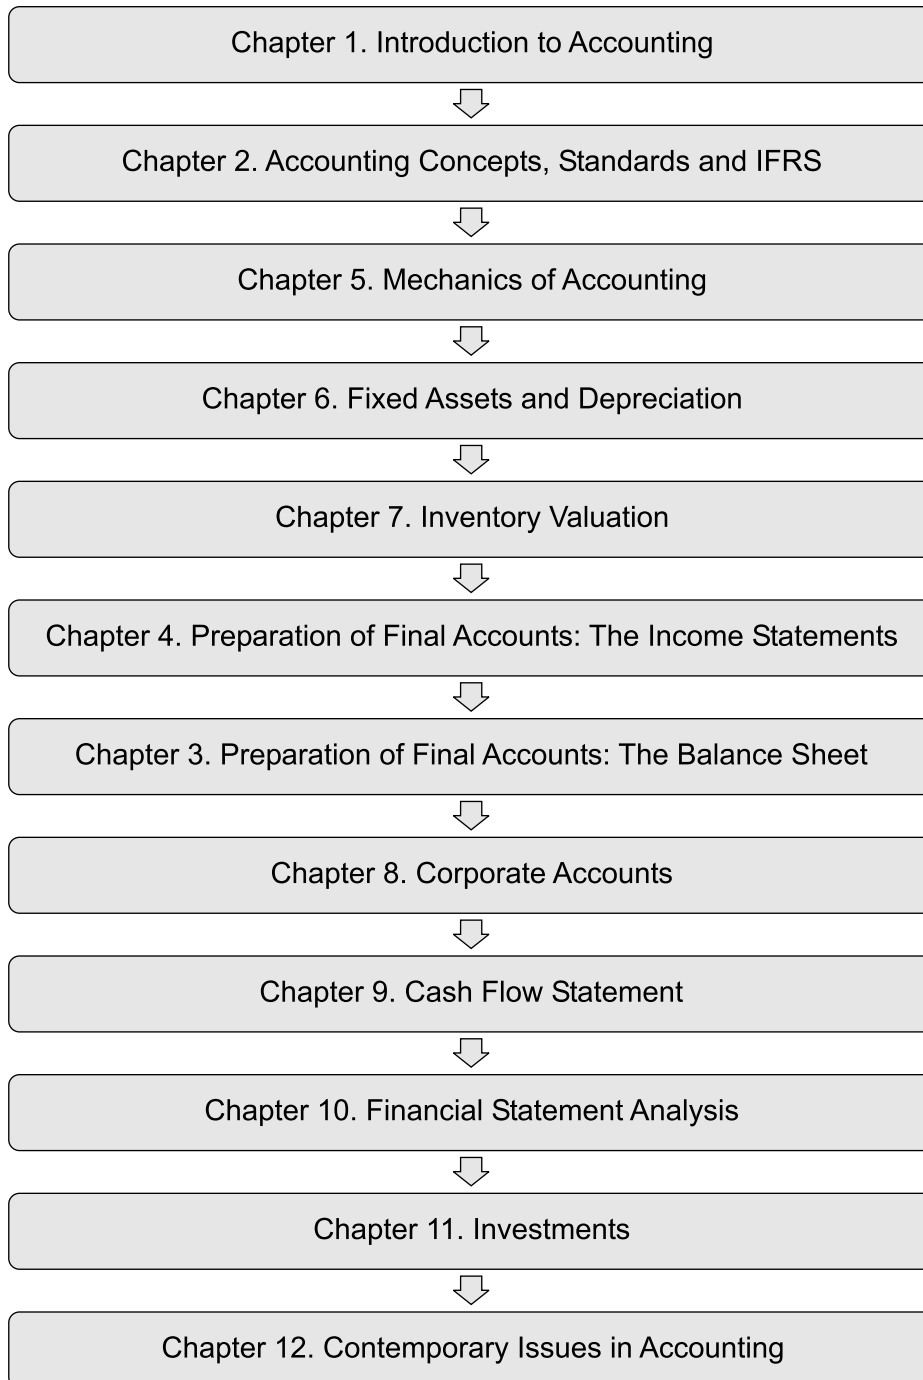 Chapter 1. Introduction to Accounting
Chapter 2. Accounting Concepts, Standards and IFRS
Chapter 5. Mechanics of Accounting
Chapter 6. Fixed Assets and Depreciation
Chapter 7. Inventory Valuation
Chapter 4. Preparation of Final Accounts: The Income Statements
Chapter 3. Preparation of Final Accounts: The Balance Sheet
Chapter 8. Corporate Accounts
Chapter 9. Cash Flow Statement
Chapter 10. Financial Statement Analysis
Chapter 11. Investments
Chapter 12. Contemporary Issues in Accounting